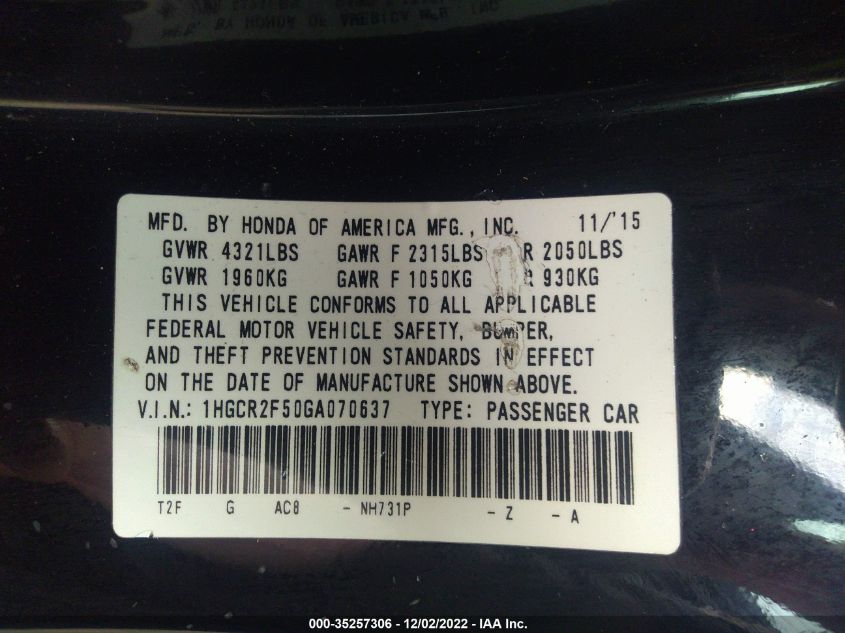 MFD. BY HONDA OF AMERICA MFG., INC. 11/'15
GVWR 4321LBS GAWR F 2315LBS R 2050LBS
GVWR 1960KG GAWR F 1050KG R 930KG
THIS VEHICLE CONFORMS TO ALL APPLICABLE
FEDERAL MOTOR VEHICLE SAFETY, BUMPER,
AND THEFT PREVENTION STANDARDS IN EFFECT
ON THE DATE OF MANUFACTURE SHOWN ABOVE.
V.I.N.: 1HGCR2F50GA070637 TYPE: PASSENGER CAR
T2F G AC8 - NH731P - Z - A
000-35257306 - 12/02/2022 - IAA Inc.